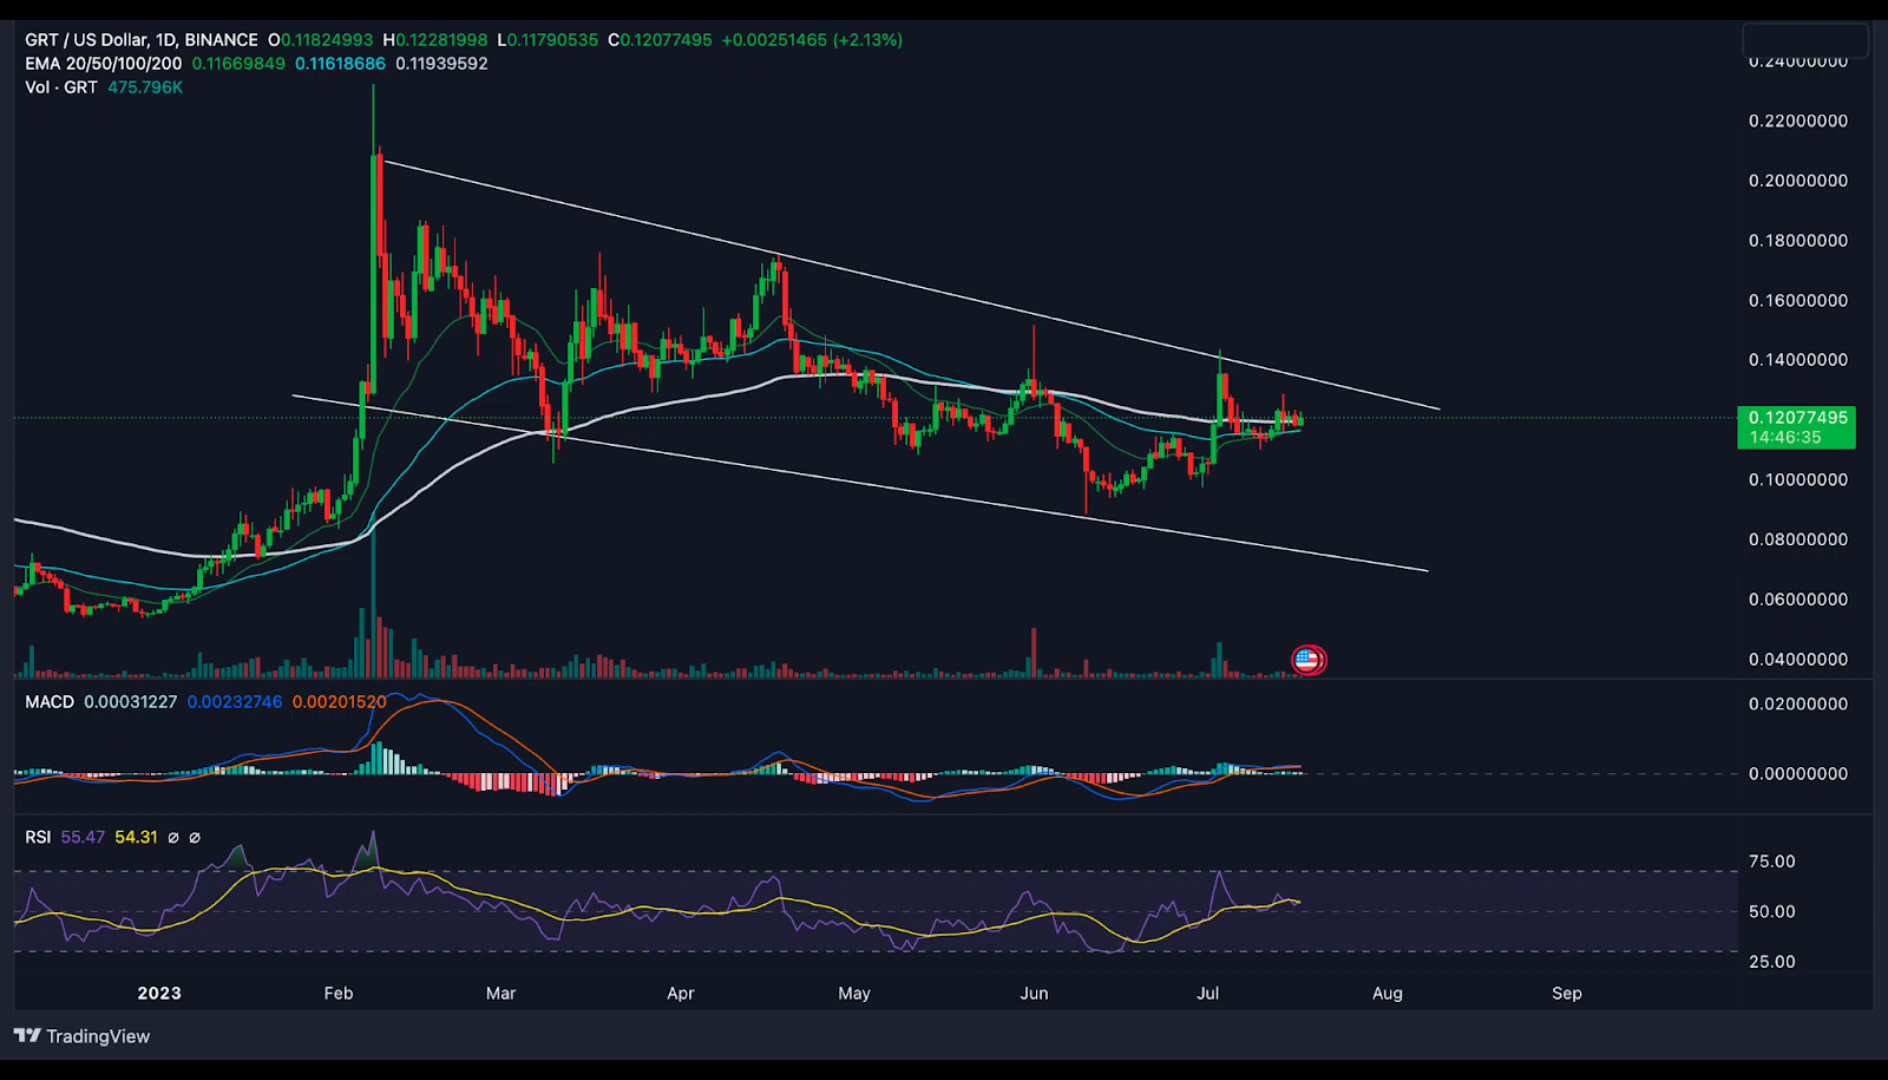 GRT / US Dollar, 1D, BINANCE O0.11824993 H0.12281998 L0.11790535 C0.12077495 +0.00251465 (+2.13%)
EMA 20/50/100/200 0.11669849 0.11618686 0.11939592
Vol · GRT 475.796K
0.24000000
0.22000000
0.20000000
0.18000000
0.16000000
0.14000000
0.12077495
14:46:35
0.10000000
0.08000000
0.06000000
0.04000000
MACD 0.00031227 0.00232746 0.00201520
0.02000000
0.00000000
RSI 55.47 54.31 ∅ ∅
75.00
50.00
25.00
2023 Feb Mar Apr May Jun Jul Aug Sep
TradingView